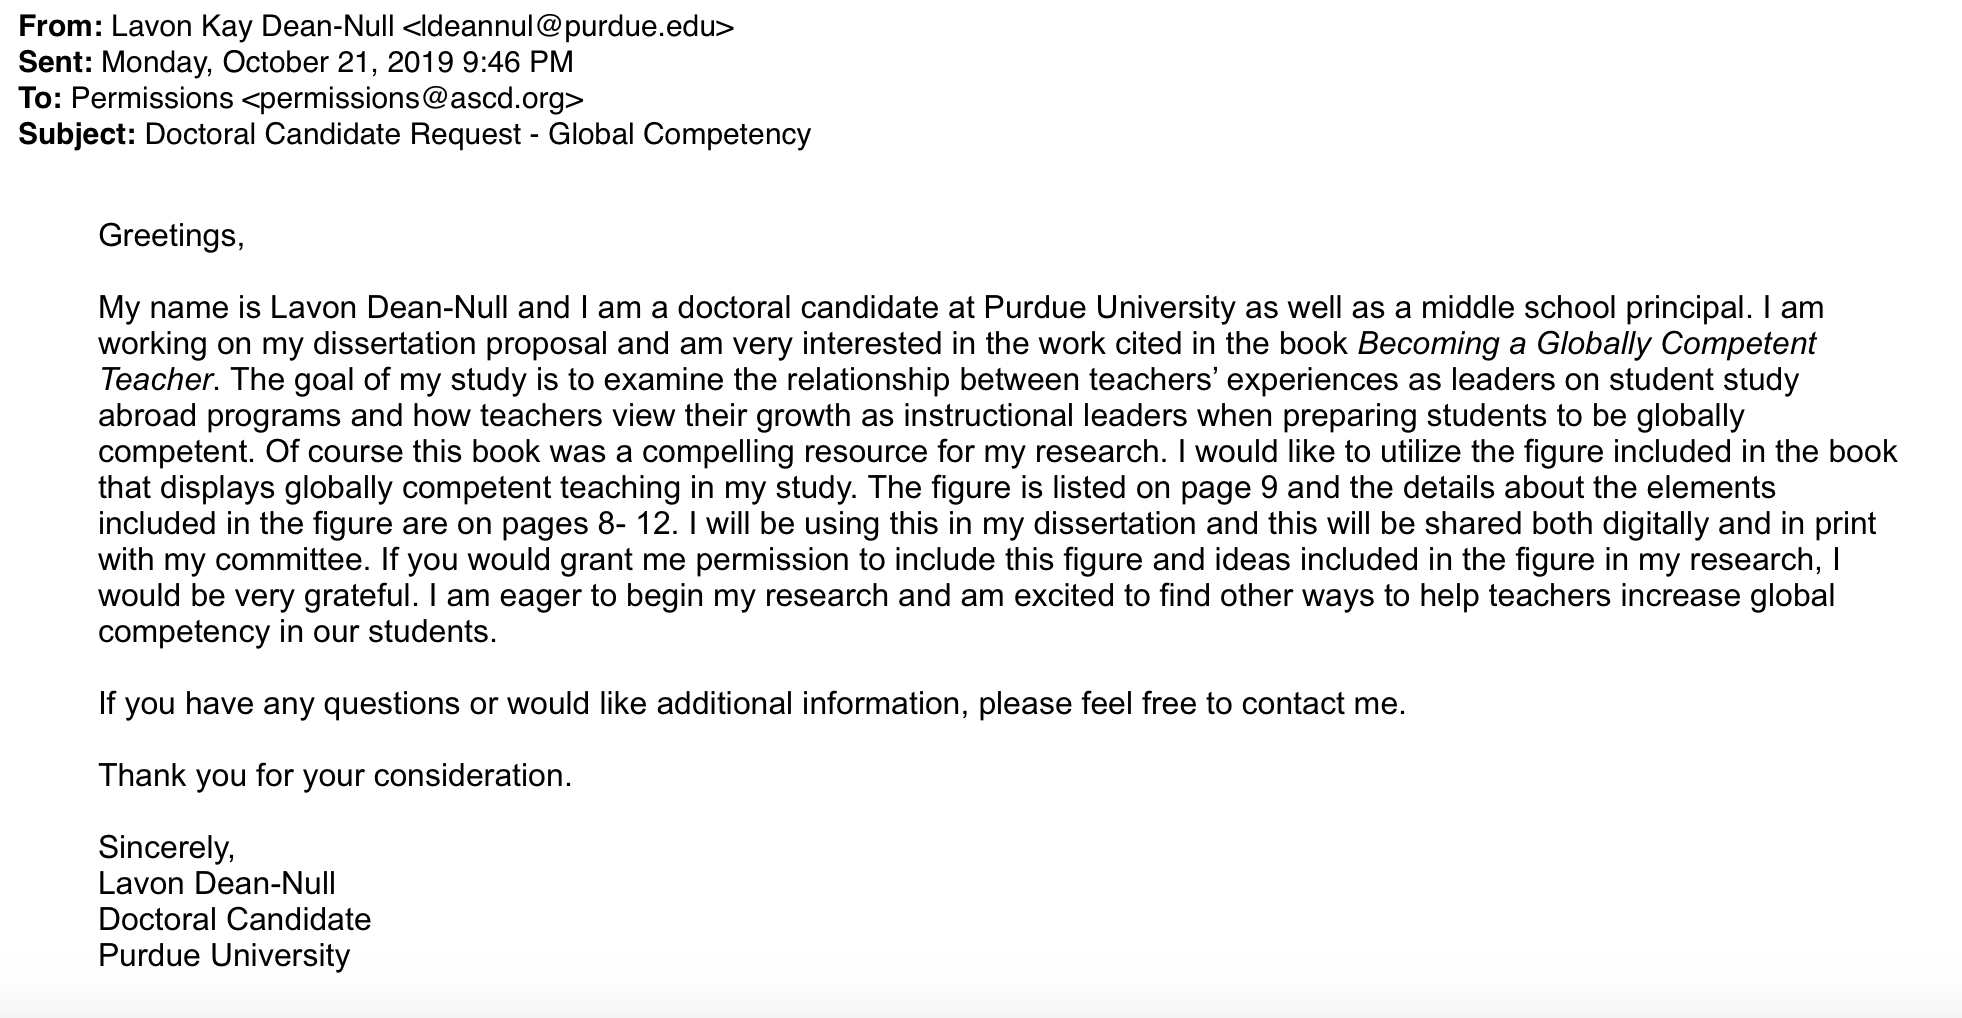 From: Lavon Kay Dean-Null <ldeannul@purdue.edu>
Sent: Monday, October 21, 2019 9:46 PM
To: Permissions <permissions@ascd.org>
Subject: Doctoral Candidate Request - Global Competency
Greetings,
My name is Lavon Dean-Null and I am a doctoral candidate at Purdue University as well as a middle school principal. I am
working on my dissertation proposal and am very interested in the work cited in the book Becoming a Globally Competent
Teacher. The goal of my study is to examine the relationship between teachers’ experiences as leaders on student study
abroad programs and how teachers view their growth as instructional leaders when preparing students to be globally
competent. Of course this book was a compelling resource for my research. I would like to utilize the figure included in the book
that displays globally competent teaching in my study. The figure is listed on page 9 and the details about the elements
included in the figure are on pages 8- 12. I will be using this in my dissertation and this will be shared both digitally and in print
with my committee. If you would grant me permission to include this figure and ideas included in the figure in my research, I
would be very grateful. I am eager to begin my research and am excited to find other ways to help teachers increase global
competency in our students.
If you have any questions or would like additional information, please feel free to contact me.
Thank you for your consideration.
Sincerely,
Lavon Dean-Null
Doctoral Candidate
Purdue University